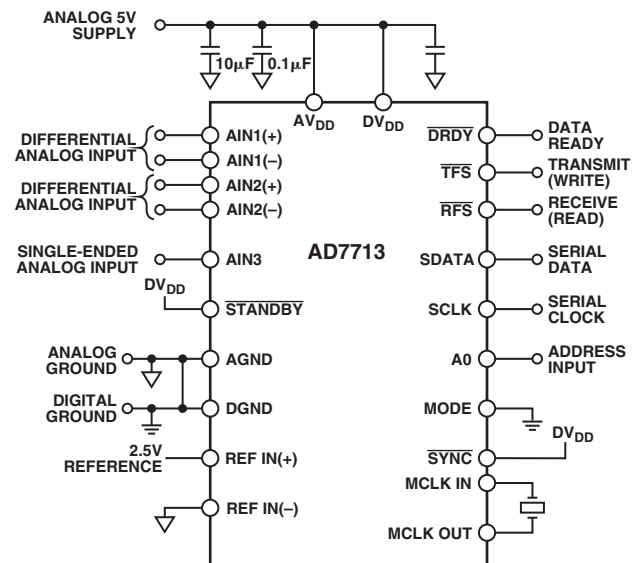 ANALOG 5V
SUPPLY
10µF
0.1µF
AVDD
DVDD
DIFFERENTIAL
ANALOG INPUT
AIN1(+)
AIN1(–)
DIFFERENTIAL
ANALOG INPUT
AIN2(+)
AIN2(–)
SINGLE-ENDED
ANALOG INPUT
AIN3
DVDD
STANDBY
ANALOG
GROUND
AGND
DIGITAL
GROUND
DGND
2.5V
REFERENCE
REF IN(+)
REF IN(–)
AD7713
DRDY
DATA
READY
TFS
TRANSMIT
(WRITE)
RFS
RECEIVE
(READ)
SDATA
SERIAL
DATA
SCLK
SERIAL
CLOCK
A0
ADDRESS
INPUT
MODE
DVDD
SYNC
MCLK IN
MCLK OUT